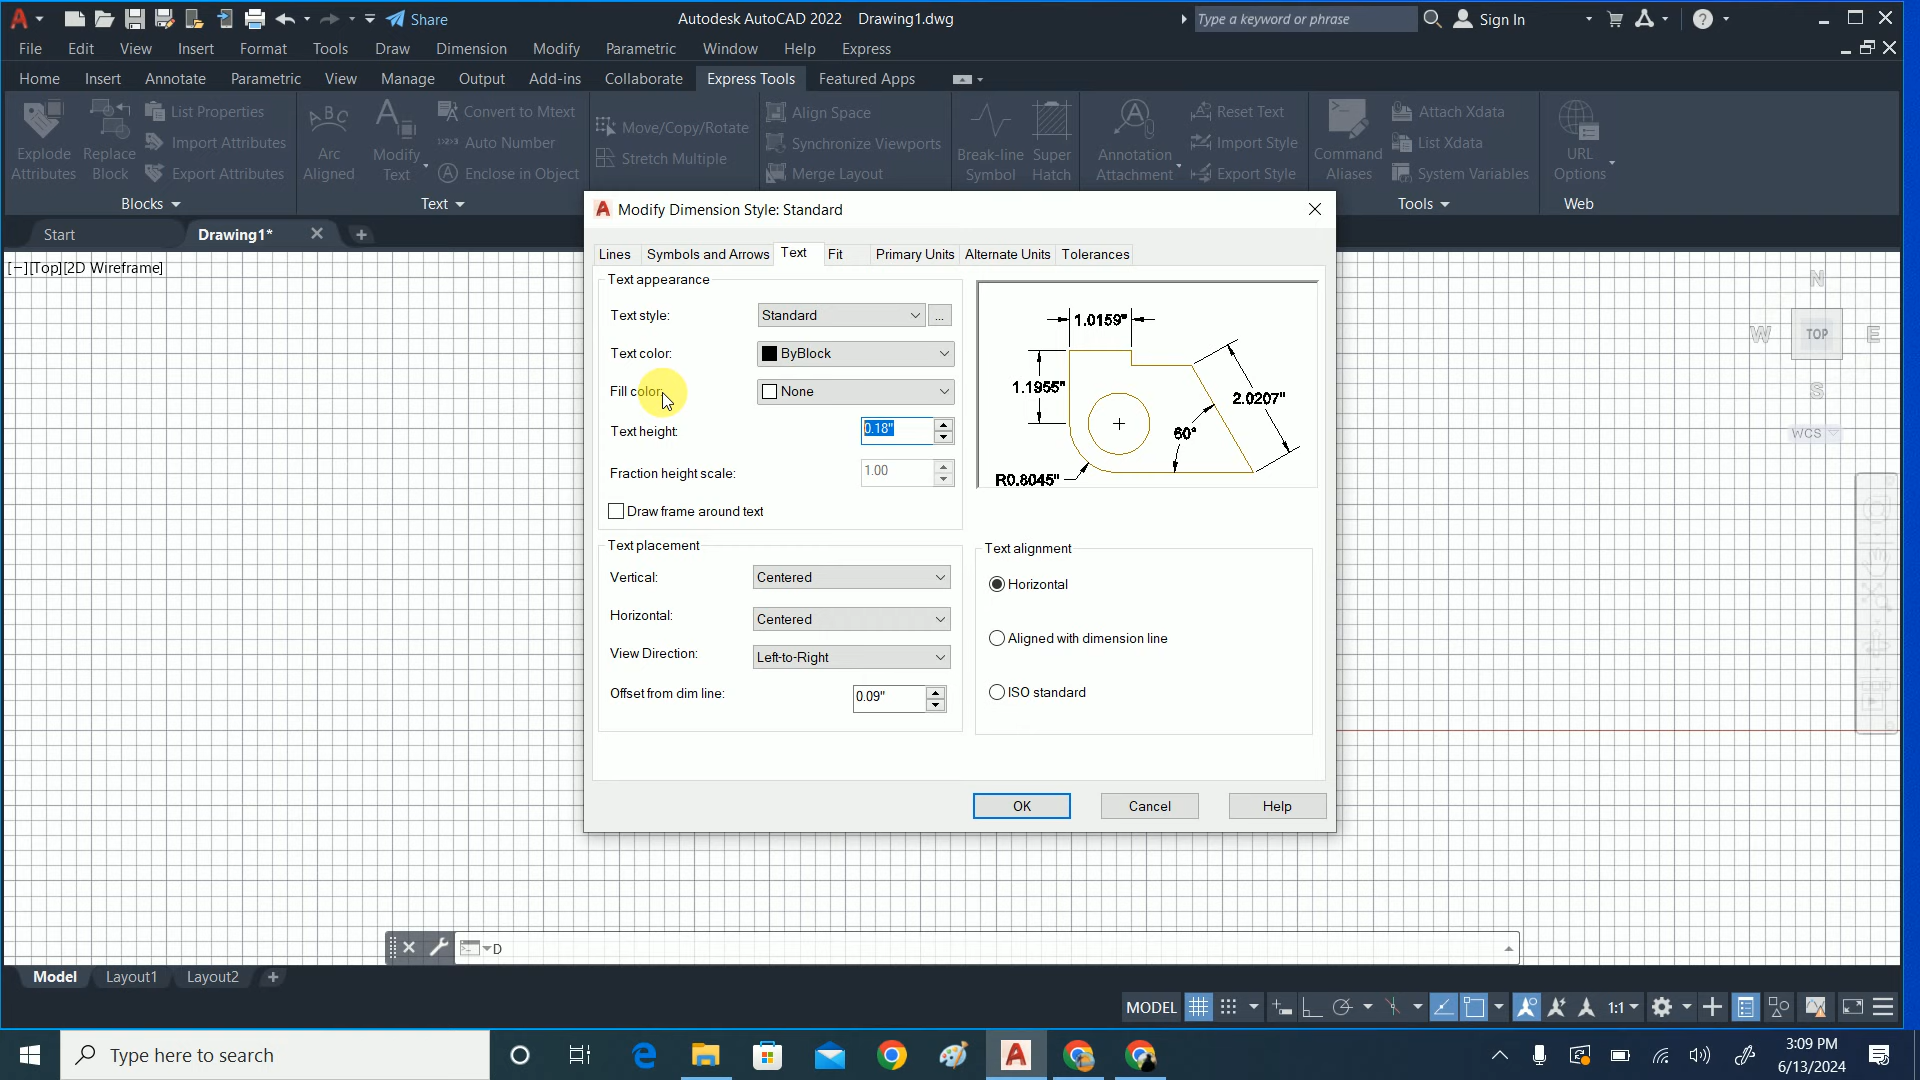 Share
Autodesk AutoCAD 2022 Drawing1.dwg
Type a keyword or phrase
Sign In
File Edit View Insert Format Tools Draw Dimension Modify Parametric Window Help Express
Home Insert Annotate Parametric View Manage Output Add-ins Collaborate Express Tools Featured Apps
Explode Attributes
Replace Block
List Properties
Import Attributes
Export Attributes
Blocks
Arc Aligned
Modify Text
Convert to Mtext
Auto Number
Enclose in Object
Text
Move/Copy/Rotate
Stretch Multiple
Align Space
Synchronize Viewports
Merge Layout
Break-line Symbol
Super Hatch
Annotation Attachment
Reset Text
Import Style
Export Style
Command Aliases
Attach Xdata
List Xdata
System Variables
Tools
URL Options
Web
Start
Drawing1*
[−][Top][2D Wireframe]
N
W TOP E
S
WCS
Modify Dimension Style: Standard
Lines Symbols and Arrows Text Fit Primary Units Alternate Units Tolerances
Text appearance
Text style: Standard ...
Text color: ByBlock
Fill color: None
Text height: 0.18"
Fraction height scale: 1.00
Draw frame around text
1.0159"
1.1955"
2.0207"
60°
R0.8045"
Text placement
Vertical: Centered
Horizontal: Centered
View Direction: Left-to-Right
Offset from dim line: 0.09"
Text alignment
Horizontal
Aligned with dimension line
ISO standard
OK Cancel Help
D
Model Layout1 Layout2
MODEL
1:1
Type here to search
3:09 PM
6/13/2024